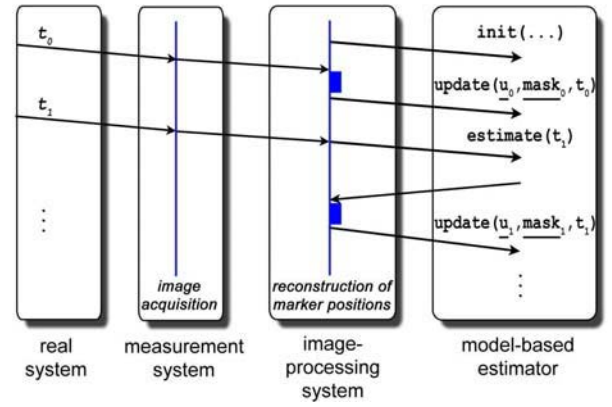 t₀
t₁
⋮
image
acquisition
reconstruction of
marker positions
init(...)
update(u₀,mask₀,t₀)
estimate(t₁)
update(u₁,mask₁,t₁)
⋮
real
system
measurement
system
image-
processing
system
model-based
estimator